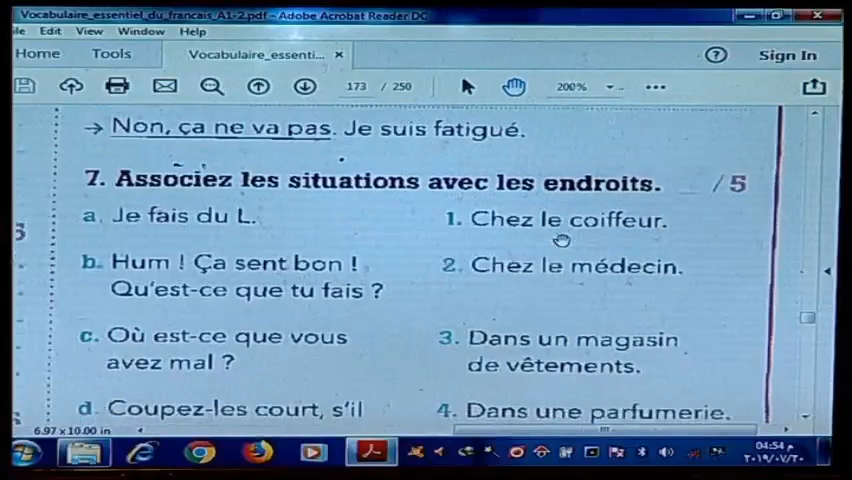 Vocabulaire_essentiel_du_francais_A1-2.pdf - Adobe Acrobat Reader DC
Edit View Window Help
Home Tools Vocabulaire_essenti... × ? Sign In
173 / 250 200%
→ Non, ça ne va pas. Je suis fatigué.
7. Associez les situations avec les endroits. __ / 5
a. Je fais du L. 1. Chez le coiffeur.
b. Hum ! Ça sent bon ! 2. Chez le médecin.
Qu'est-ce que tu fais ?
c. Où est-ce que vous 3. Dans un magasin
avez mal ? de vêtements.
d. Coupez-les court, s'il 4. Dans une parfumerie.
6.97 x 10.00 in
04:54 م
٢٠١٩/٠٧/٢٠